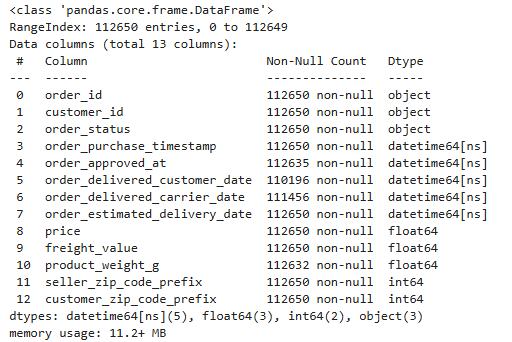 <class 'pandas.core.frame.DataFrame'>
RangeIndex: 112650 entries, 0 to 112649
Data columns (total 13 columns):
 #   Column                         Non-Null Count   Dtype
---  ------                         --------------   -----
 0   order_id                       112650 non-null  object
 1   customer_id                    112650 non-null  object
 2   order_status                   112650 non-null  object
 3   order_purchase_timestamp       112650 non-null  datetime64[ns]
 4   order_approved_at              112635 non-null  datetime64[ns]
 5   order_delivered_customer_date  110196 non-null  datetime64[ns]
 6   order_delivered_carrier_date   111456 non-null  datetime64[ns]
 7   order_estimated_delivery_date  112650 non-null  datetime64[ns]
 8   price                          112650 non-null  float64
 9   freight_value                  112650 non-null  float64
 10  product_weight_g               112632 non-null  float64
 11  seller_zip_code_prefix         112650 non-null  int64
 12  customer_zip_code_prefix       112650 non-null  int64
dtypes: datetime64[ns](5), float64(3), int64(2), object(3)
memory usage: 11.2+ MB